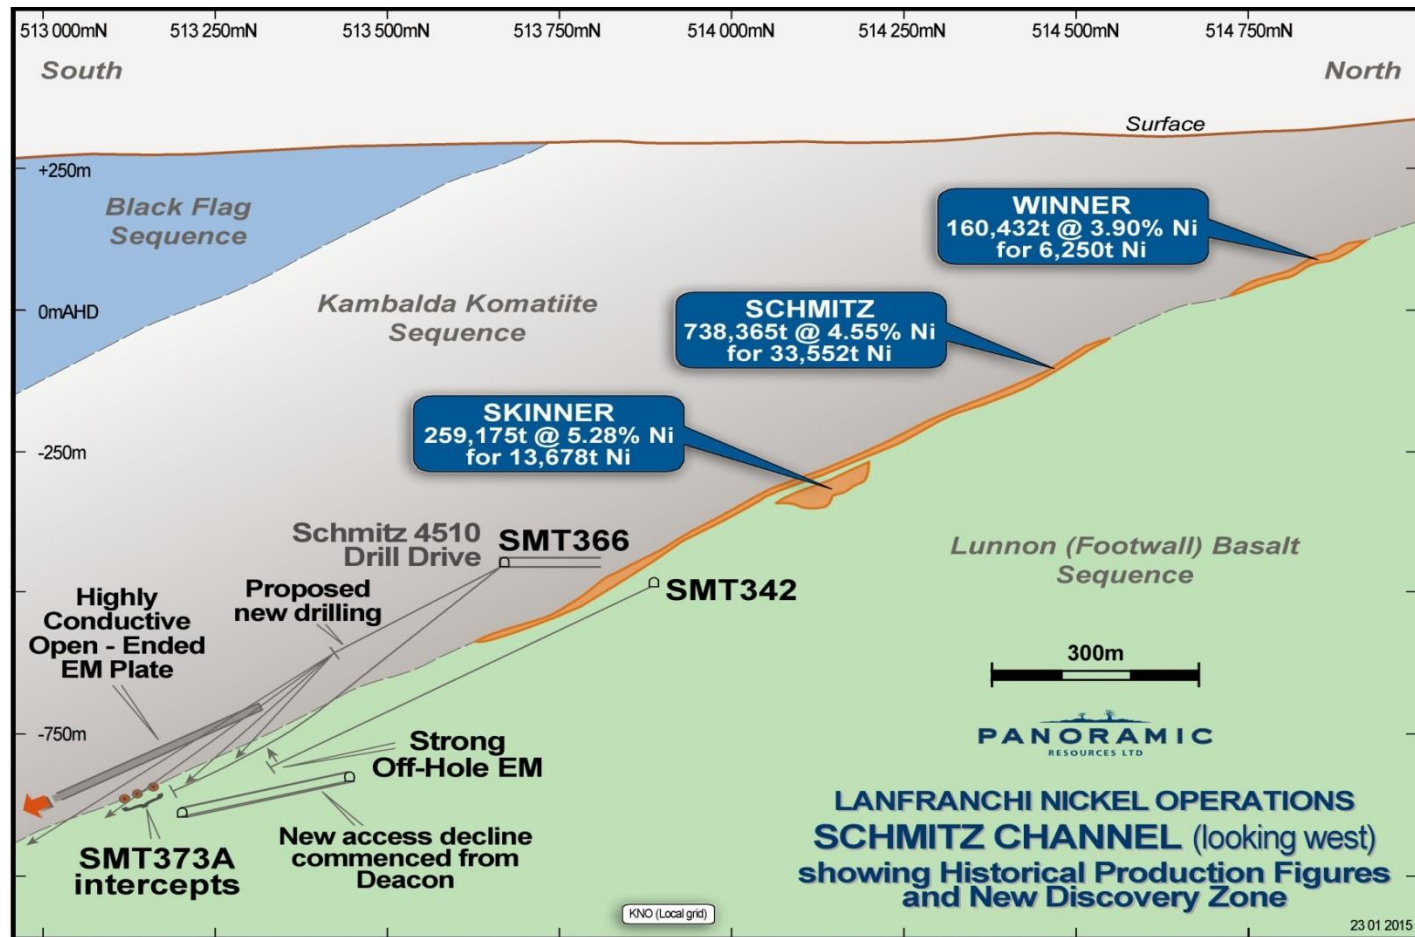 513 000mN
513 250mN
513 500mN
513 750mN
514 000mN
514 250mN
514 500mN
514 750mN
South
North
Surface
+250m
Black Flag
Sequence
WINNER
160,432t @ 3.90% Ni
for 6,250t Ni
0mAHD
Kambalda Komatiite
Sequence
SCHMITZ
738,365t @ 4.55% Ni
for 33,552t Ni
-250m
SKINNER
259,175t @ 5.28% Ni
for 13,678t Ni
Schmitz 4510
Drill Drive
SMT366
SMT342
Lunnon (Footwall) Basalt
Sequence
Proposed
new drilling
Highly
Conductive
Open - Ended
EM Plate
300m
-750m
Strong
Off-Hole EM
PANORAMIC
RESOURCES LTD
New access decline
commenced from
Deacon
SMT373A
intercepts
LANFRANCHI NICKEL OPERATIONS
SCHMITZ CHANNEL (looking west)
showing Historical Production Figures
and New Discovery Zone
KNO (Local grid)
23 01 2015